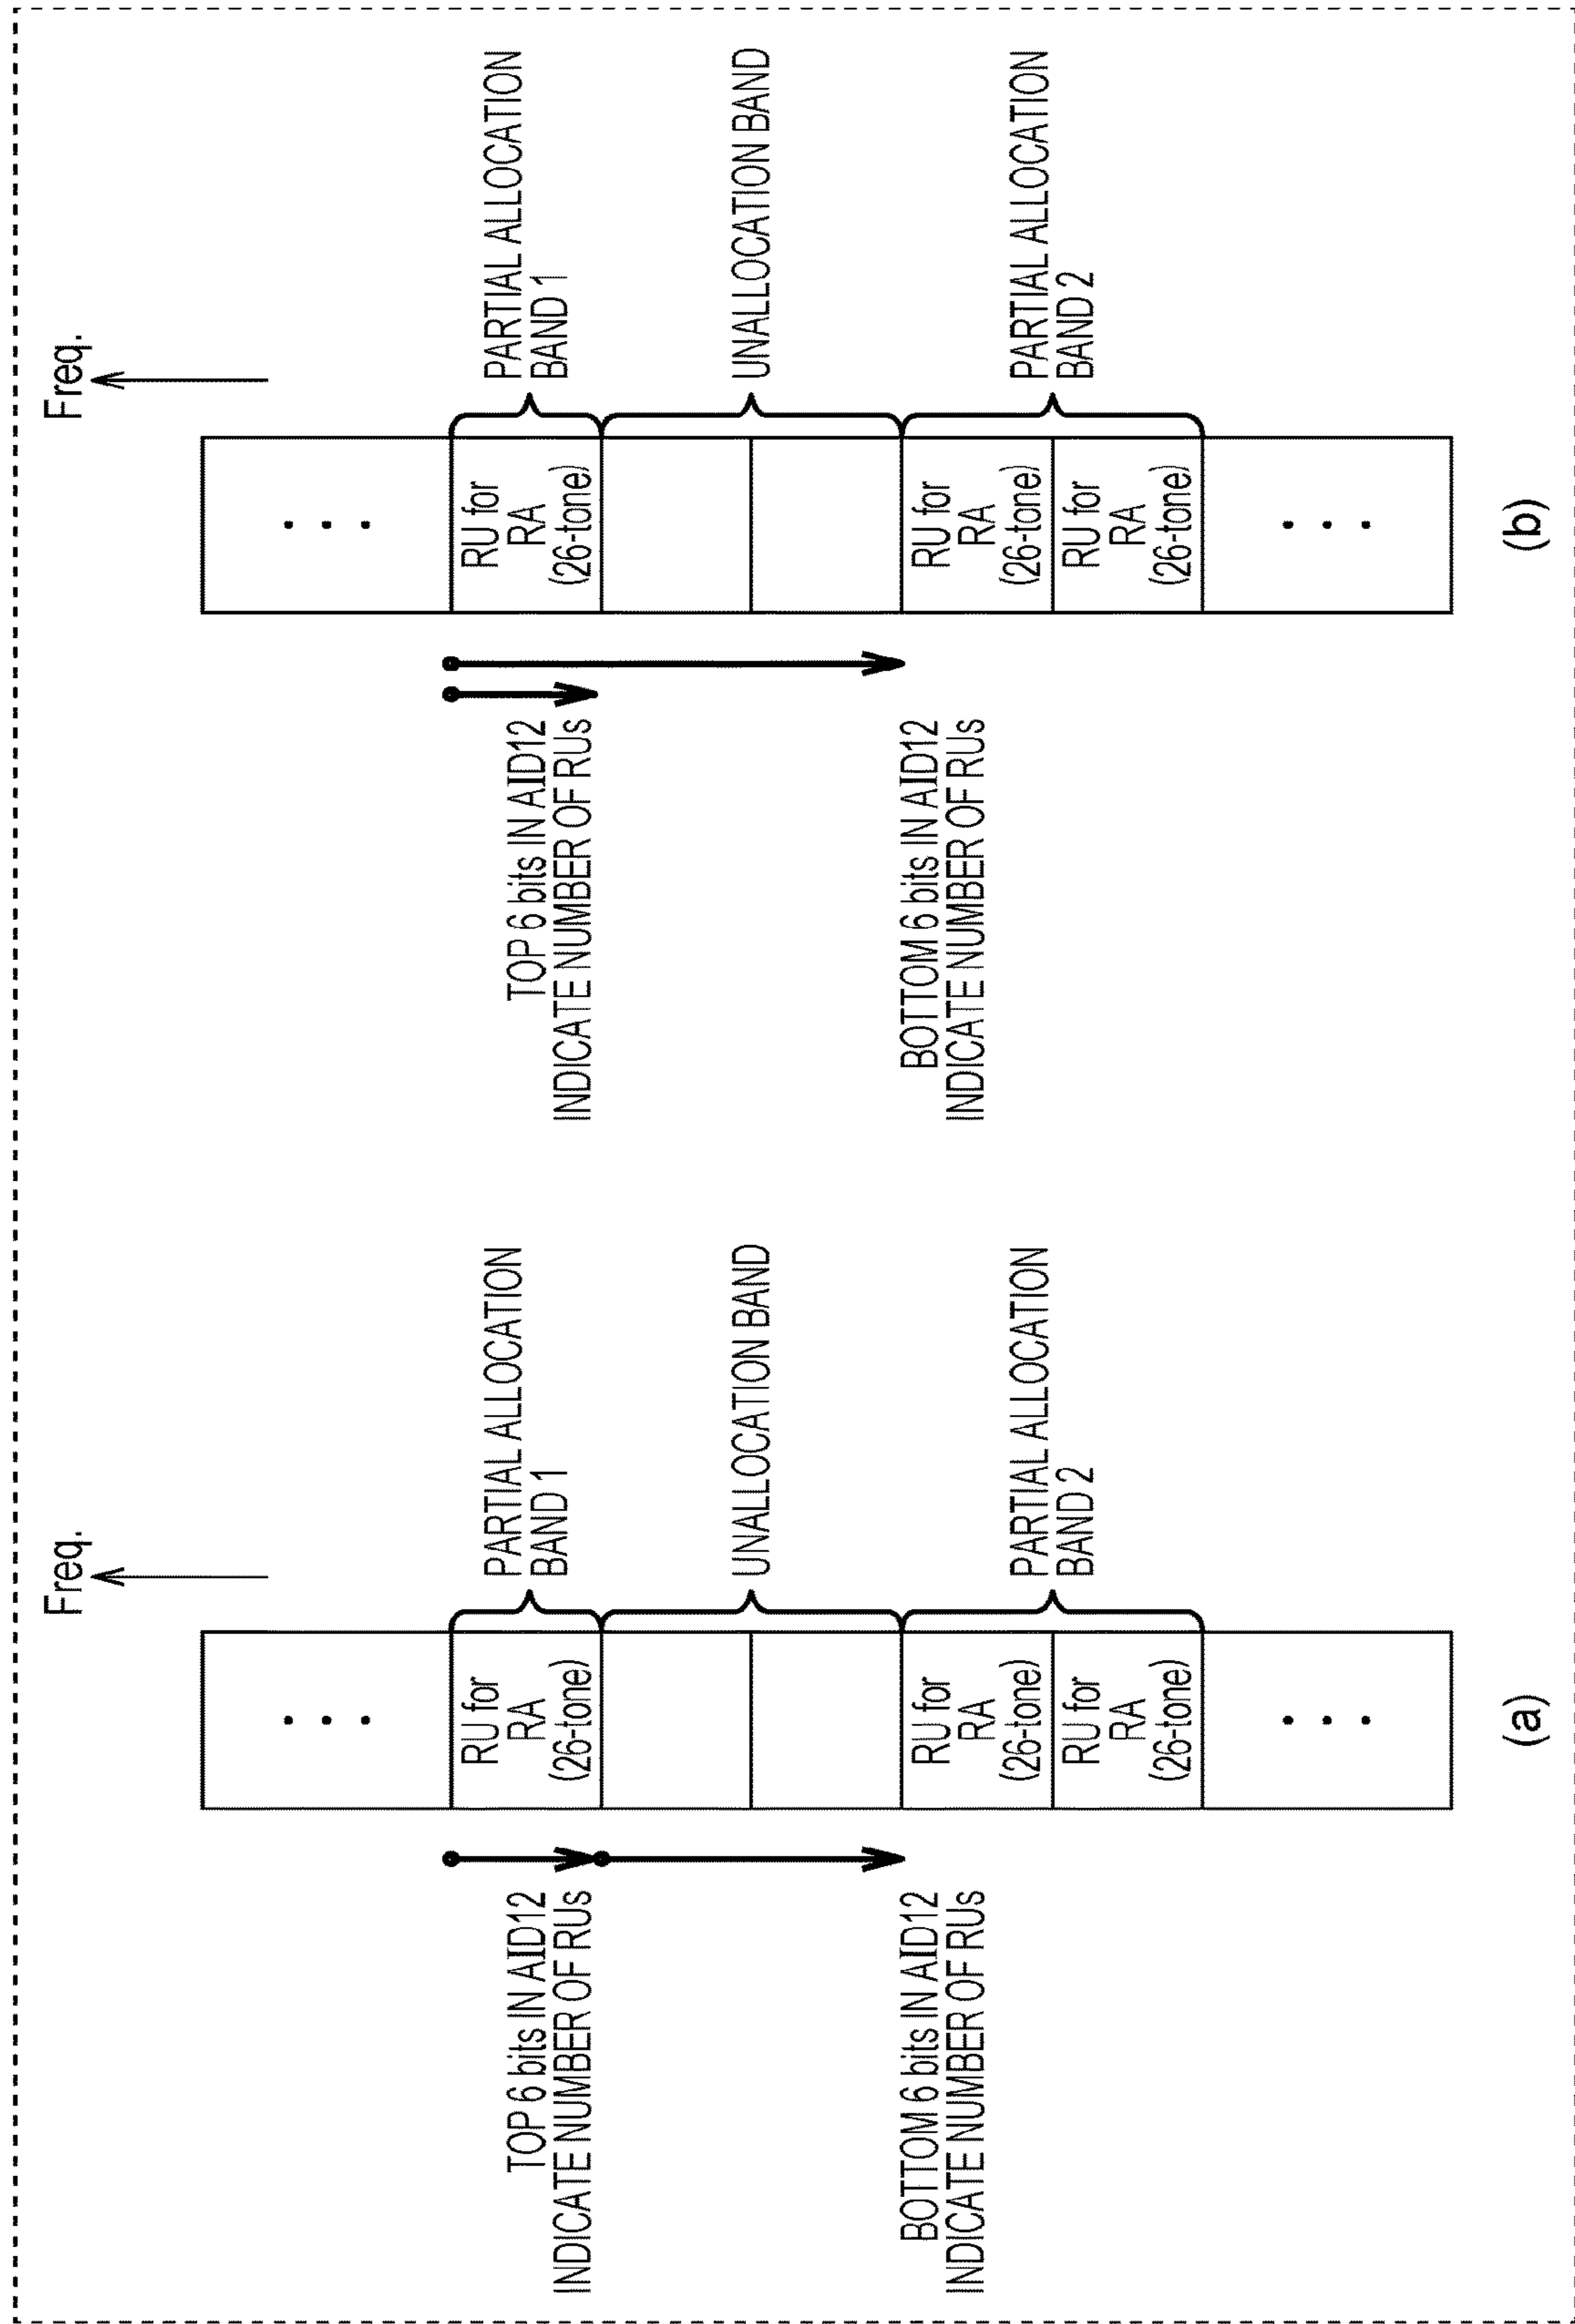 Freq.
TOP 6 bits IN AID12
INDICATE NUMBER OF RUs
BOTTOM 6 bits IN AID12
INDICATE NUMBER OF RUs
RU for
RA
(26-tone)
RU for
RA
(26-tone)
RU for
RA
(26-tone)
PARTIAL ALLOCATION
BAND 1
UNALLOCATION BAND
PARTIAL ALLOCATION
BAND 2
(a)
Freq.
TOP 6 bits IN AID12
INDICATE NUMBER OF RUs
BOTTOM 6 bits IN AID12
INDICATE NUMBER OF RUs
RU for
RA
(26-tone)
RU for
RA
(26-tone)
RU for
RA
(26-tone)
PARTIAL ALLOCATION
BAND 1
UNALLOCATION BAND
PARTIAL ALLOCATION
BAND 2
(b)